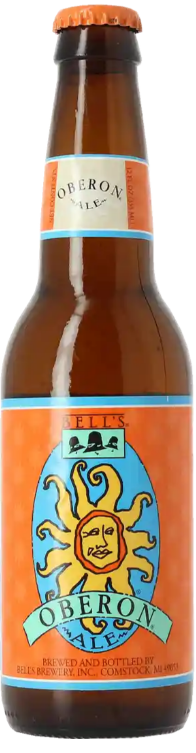 OBERON®
ALE
BELL'S®
OBERON®
ALE
BREWED AND BOTTLED BY
BELL'S BREWERY, INC., COMSTOCK, MI 49053